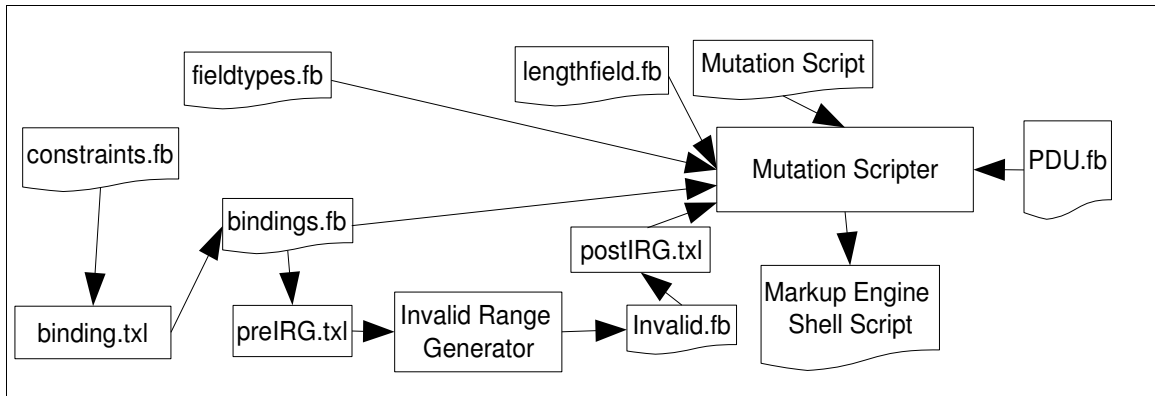 fieldtypes.fb
lengthfield.fb
Mutation Script
constraints.fb
Mutation Scripter
PDU.fb
bindings.fb
postIRG.txl
binding.txl
preIRG.txl
Invalid Range
Generator
Invalid.fb
Markup Engine
Shell Script